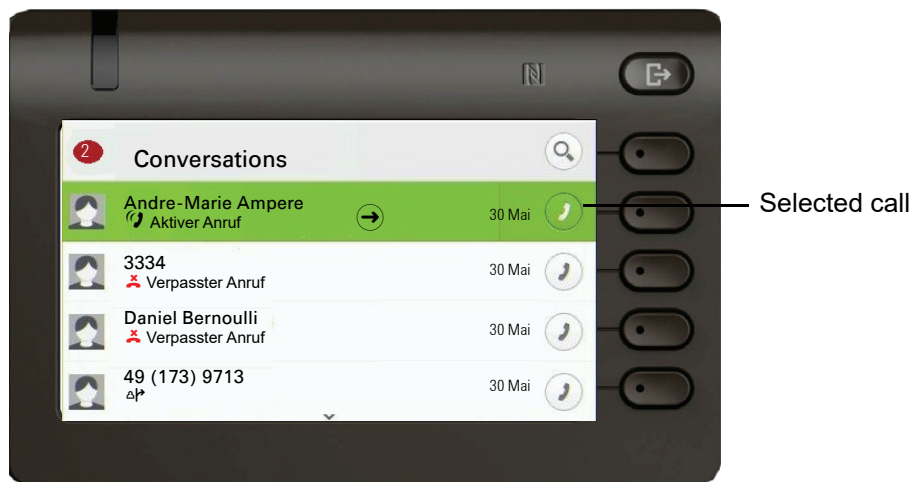 2 Conversations
Andre-Marie Ampere
Aktiver Anruf
30 Mai
Selected call
3334
Verpasster Anruf
30 Mai
Daniel Bernoulli
Verpasster Anruf
30 Mai
49 (173) 9713
30 Mai